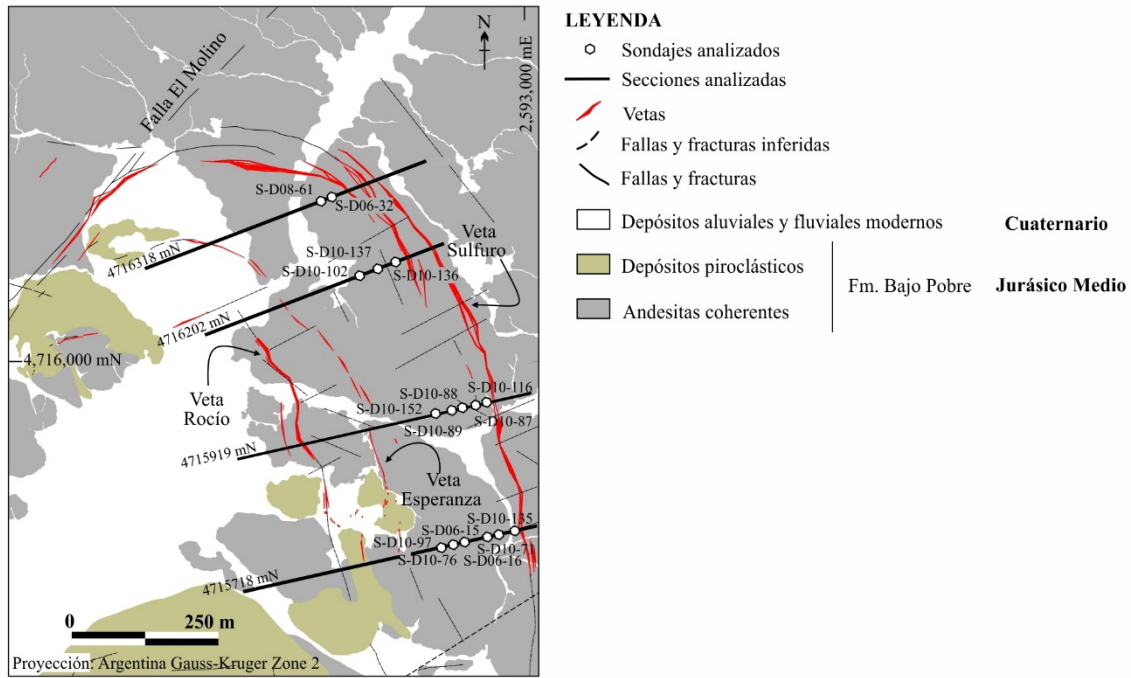 2,593,000 mE
N
Falla El Molino
S-D08-61
S-D06-32
4716318 mN
Veta
Sulfuro
S-D10-137
S-D10-102
S-D10-136
4716202 mN
4,716,000 mN
Veta
Rocío
S-D10-88
S-D10-116
S-D10-152
S-D10-87
S-D10-89
4715919 mN
Veta
Esperanza
S-D10-135
S-D06-15
S-D10-97
S-D10-71
S-D10-76
S-D06-16
4715718 mN
0
250 m
Proyección: Argentina Gauss-Kruger Zone 2
LEYENDA
Sondajes analizados
Secciones analizadas
Vetas
Fallas y fracturas inferidas
Fallas y fracturas
Depósitos aluviales y fluviales modernos
Cuaternario
Depósitos piroclásticos
Fm. Bajo Pobre
Jurásico Medio
Andesitas coherentes